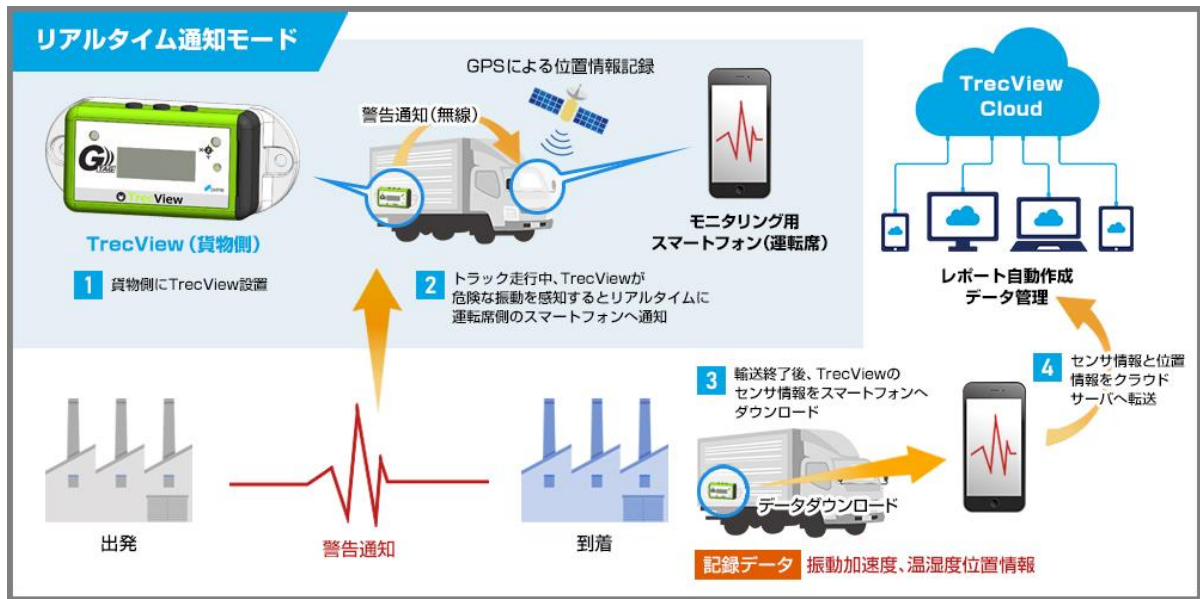 リアルタイム通知モード
GPSによる位置情報記録
警告通知(無線)
TrecView
Cloud
G TAG
TrecView
TrecView(貨物側)
モニタリング用
スマートフォン(運転席)
1 貨物側にTrecView設置
2 トラック走行中、TrecViewが
危険な振動を感知するとリアルタイムに
運転席側のスマートフォンへ通知
レポート自動作成
データ管理
3 輸送終了後、TrecViewの
センサ情報をスマートフォンへ
ダウンロード
4 センサ情報と位置
情報をクラウド
サーバへ転送
データダウンロード
出発
警告通知
到着
記録データ 振動加速度、温湿度位置情報